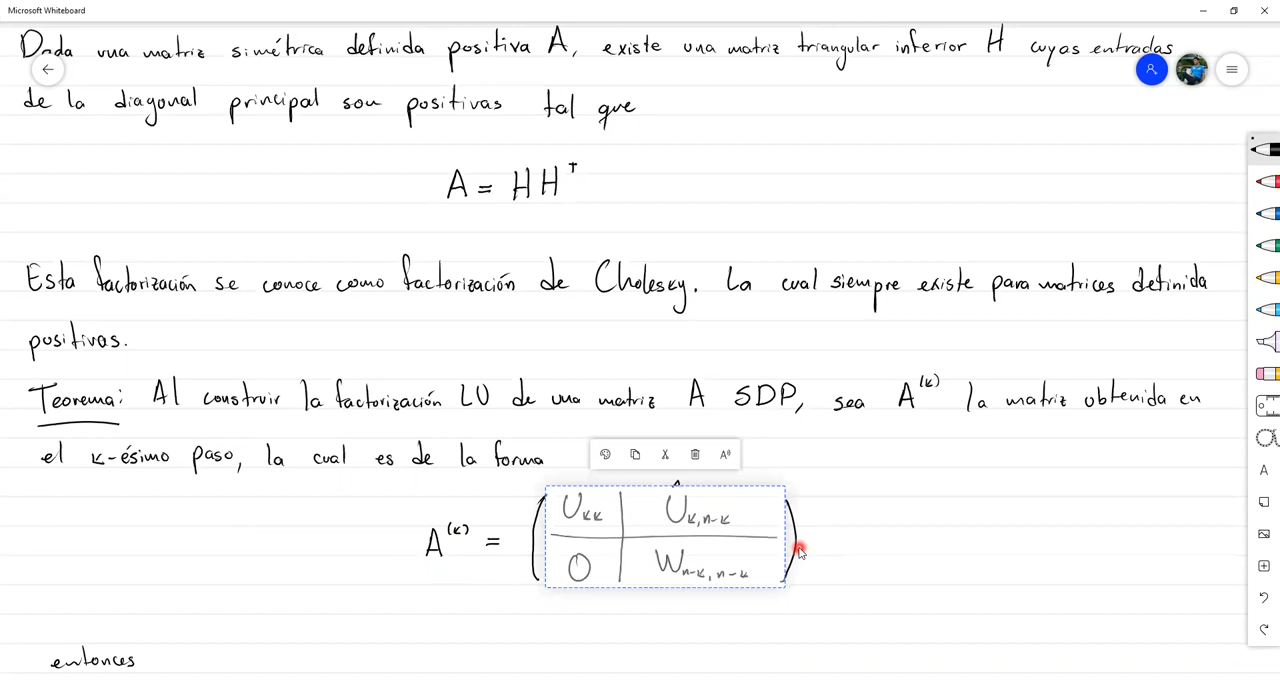 Microsoft Whiteboard
Dada una matriz simétrica definida positiva A, existe una matriz triangular inferior H cuyas entradas
de la diagonal principal son positivas tal que
A = H H^T
Esta factorización se conoce como factorización de Cholesky. La cual siempre existe para matrices definida
positivas.
Teorema: Al construir la factorización LU de una matriz A SDP, sea A^(k) la matriz obtenida en
el k-ésimo paso, la cual es de la forma
A^(k) = ( U_kk | Û_k,n-k
0 | W_n-k,n-k )
entonces